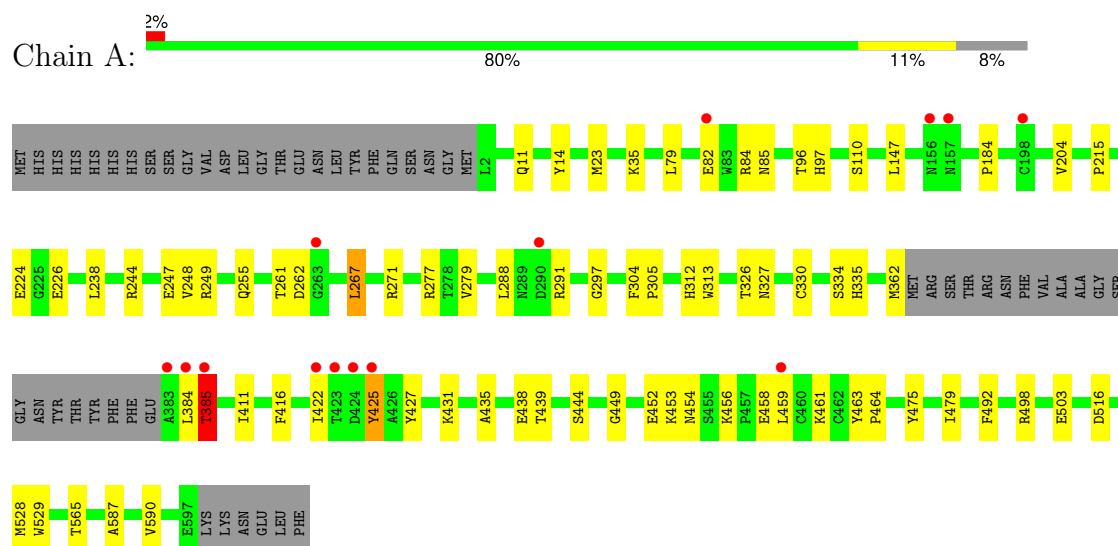 2%
Chain A:
80% 11% 8%
MET HIS HIS HIS HIS HIS HIS SER SER GLY VAL ASP LEU GLY GLY THR GLU ASN LEU TYR PHE GLN SER ASN GLY MET L2 Q11 Y14 M23 K35 L79 E82 W83 R84 N85 T96 H97 S110 L147 N156 N157 P184 C198 V204 P215
E224 G225 E226 L238 R244 E247 V248 R249 Q255 T261 D262 G263 L267 R271 R277 T278 V279 L288 N289 D290 R291 G297 F304 P305 H312 W313 T326 N327 C330 S334 H335 M362 MET ARG SER THR ARG ASN PHE VAL ALA ALA GLY SER
GLY ASN TYR THR TYR PHE PHE GLU A383 L384 T385 I411 F416 I422 T423 D424 Y425 A426 Y427 K431 A435 E438 T439 S444 G449 E452 K453 N454 S455 K456 P457 E458 L459 C460 K461 C462 Y463 P464 Y475 I479 F492 R498 E503 D516
M528 W529 T565 A587 V590 E597 LYS LYS ASN GLU LEU PHE